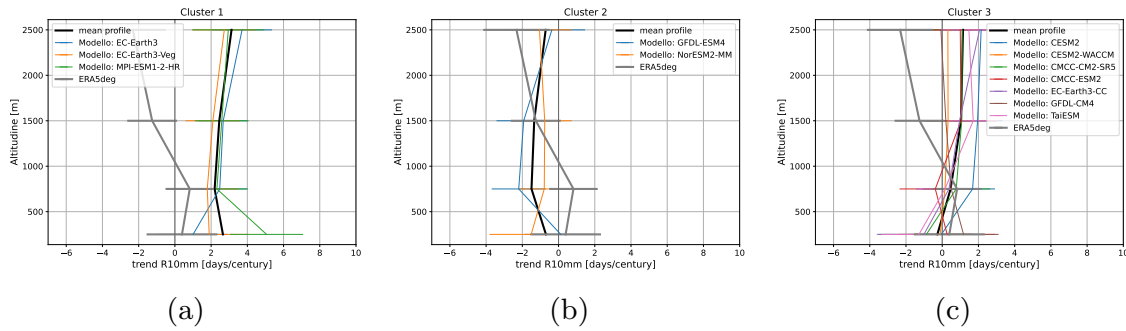 Cluster 1
2500
2000
1500
1000
500
Altitudine [m]
mean profile
Modello: EC-Earth3
Modello: EC-Earth3-Veg
Modello: MPI-ESM1-2-HR
ERA5deg
−6 −4 −2 0 2 4 6 8 10
trend R10mm [days/century]
(a)
Cluster 2
2500
2000
1500
1000
500
Altitudine [m]
mean profile
Modello: GFDL-ESM4
Modello: NorESM2-MM
ERA5deg
−6 −4 −2 0 2 4 6 8 10
trend R10mm [days/century]
(b)
Cluster 3
2500
2000
1500
1000
500
Altitudine [m]
mean profile
Modello: CESM2
Modello: CESM2-WACCM
Modello: CMCC-CM2-SR5
Modello: CMCC-ESM2
Modello: EC-Earth3-CC
Modello: GFDL-CM4
Modello: TaiESM
ERA5deg
−6 −4 −2 0 2 4 6 8 10
trend R10mm [days/century]
(c)